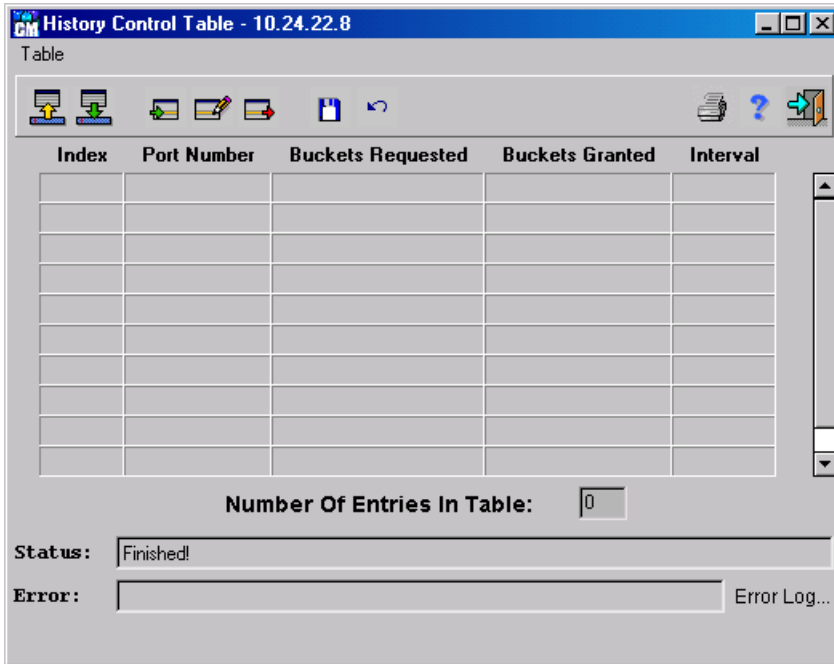 CM History Control Table - 10.24.22.8
Table
Index Port Number Buckets Requested Buckets Granted Interval
Number Of Entries In Table: 0
Status: Finished!
Error: Error Log...